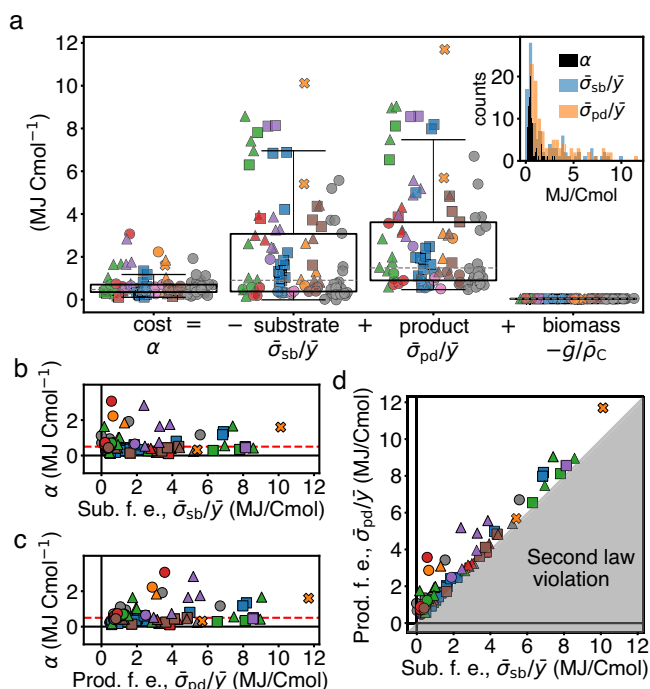 a
12
10
8
6
4
2
0
(MJ Cmol⁻¹)
20
10
0
counts
0 5 10
MJ/Cmol
α
σ̄sb/ȳ
σ̄pd/ȳ
cost = − substrate + product + biomass
α σ̄sb/ȳ σ̄pd/ȳ −ḡ/ρ̄C
b
α (MJ Cmol⁻¹)
2
0
0 2 4 6 8 10 12
Sub. f. e., σ̄sb/ȳ (MJ/Cmol)
c
α (MJ Cmol⁻¹)
2
0
0 2 4 6 8 10 12
Prod. f. e., σ̄pd/ȳ (MJ/Cmol)
d
Prod. f. e., σ̄pd/ȳ (MJ/Cmol)
12
10
8
6
4
2
0
Second law
violation
0 2 4 6 8 10 12
Sub. f. e., σ̄sb/ȳ (MJ/Cmol)